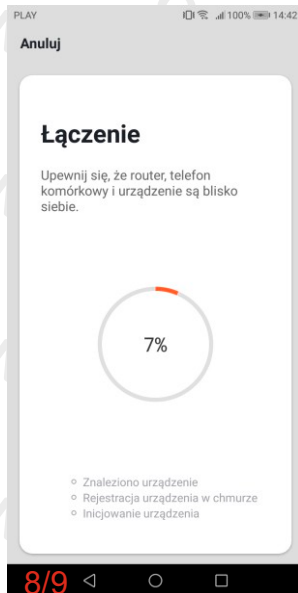 PLAY 100% 14:42
Anuluj
Łączenie
Upewnij się, że router, telefon
komórkowy i urządzenie są blisko
siebie.
7%
Znaleziono urządzenie
Rejestracja urządzenia w chmurze
Inicjowanie urządzenia
8/9